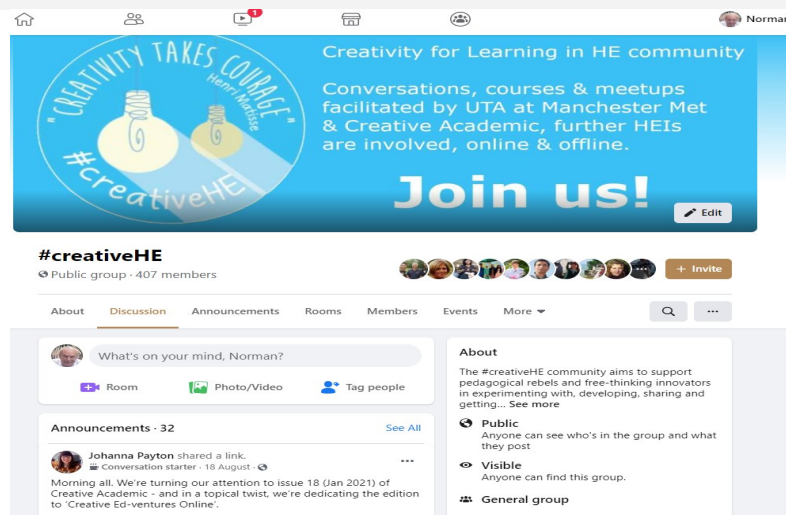 1
Norman
"CREATIVITY TAKES COURAGE"
Henri Matisse
#creativeHE
Creativity for Learning in HE community
Conversations, courses & meetups
facilitated by UTA at Manchester Met
& Creative Academic, further HEIs
are involved, online & offline.
Join us!
Edit
#creativeHE
Public group · 407 members
+ Invite
About Discussion Announcements Rooms Members Events More
What's on your mind, Norman?
Room Photo/Video Tag people
Announcements · 32 See All
Johanna Payton shared a link.
Conversation starter · 18 August ·
Morning all. We're turning our attention to issue 18 (Jan 2021) of
Creative Academic - and in a topical twist, we're dedicating the edition
to 'Creative Ed-ventures Online'.
About
The #creativeHE community aims to support
pedagogical rebels and free-thinking innovators
in experimenting with, developing, sharing and
getting... See more
Public
Anyone can see who's in the group and what
they post
Visible
Anyone can find this group.
General group